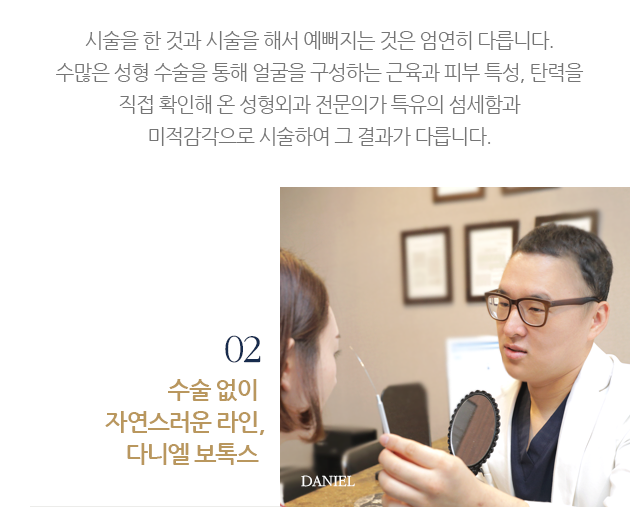 시술을 한 것과 시술을 해서 예뻐지는 것은 엄연히 다릅니다.
수많은 성형 수술을 통해 얼굴을 구성하는 근육과 피부 특성, 탄력을
직접 확인해 온 성형외과 전문의가 특유의 섬세함과
미적감각으로 시술하여 그 결과가 다릅니다.
02
수술 없이
자연스러운 라인,
다니엘 보톡스
DANIEL